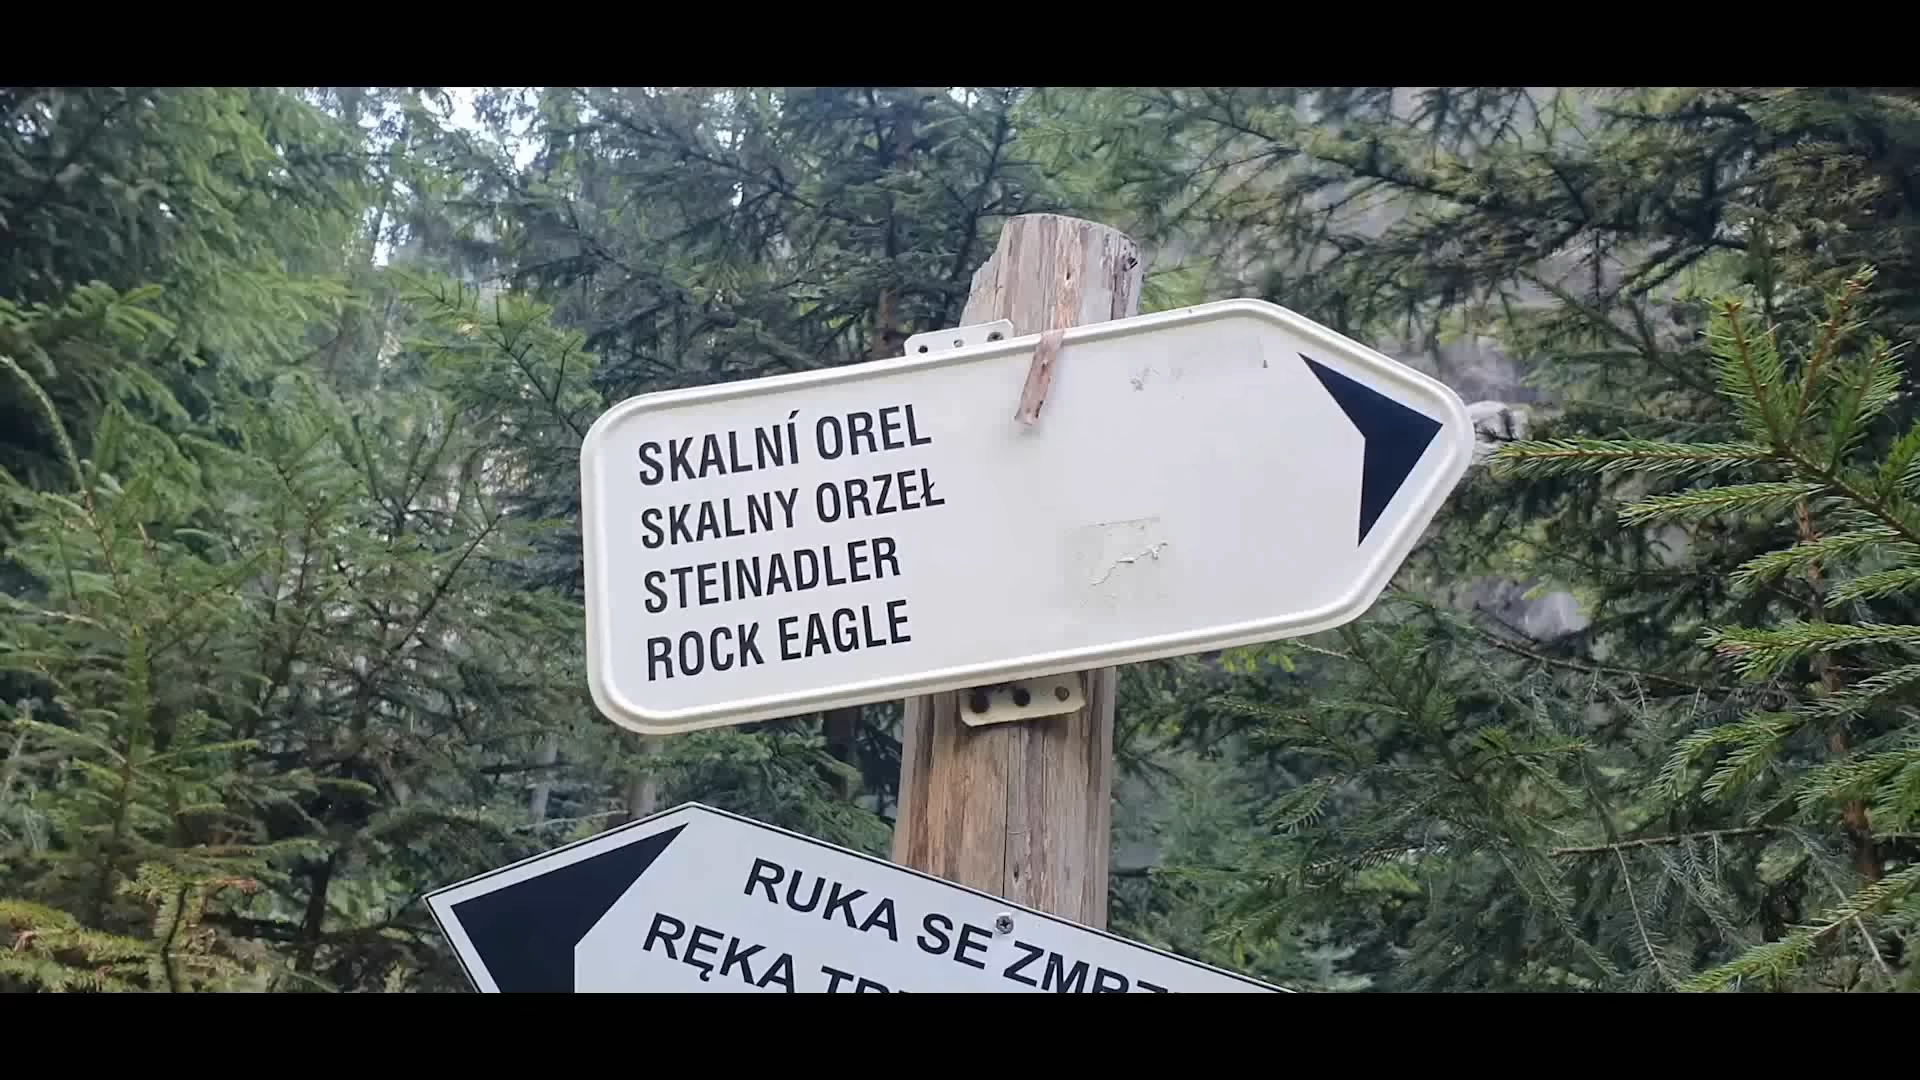 SKALNÍ OREL
SKALNY ORZEŁ
STEINADLER
ROCK EAGLE
RUKA SE
RĘKA